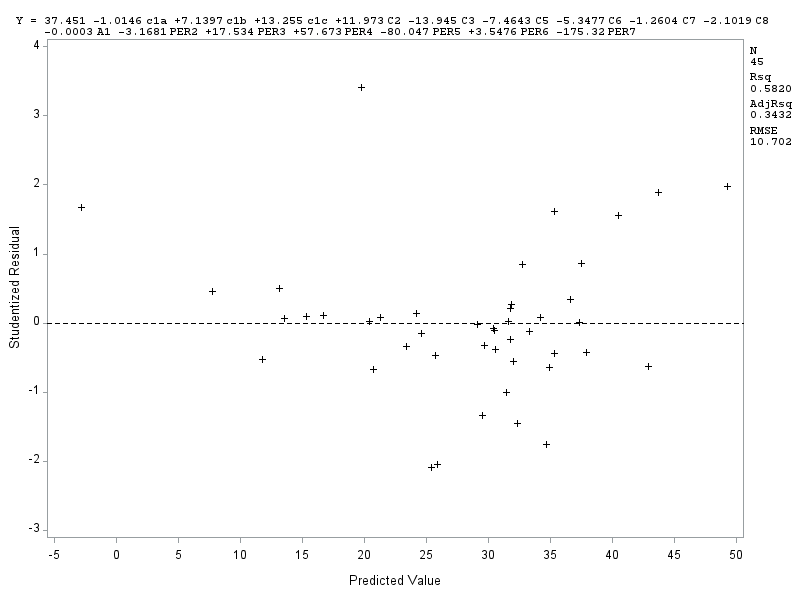 Y = 37.451 -1.0146 c1a +7.1397 c1b +13.255 c1c +11.973 C2 -13.945 C3 -7.4643 C5 -5.3477 C6 -1.2604 C7 -2.1019 C8
-0.0003 A1 -3.1681 PER2 +17.534 PER3 +57.673 PER4 -80.047 PER5 +3.5476 PER6 -175.32 PER7
N
45
Rsq
0.5820
AdjRsq
0.3432
RMSE
10.702
4
3
2
1
0
-1
-2
-3
Studentized Residual
-5 0 5 10 15 20 25 30 35 40 45 50
Predicted Value